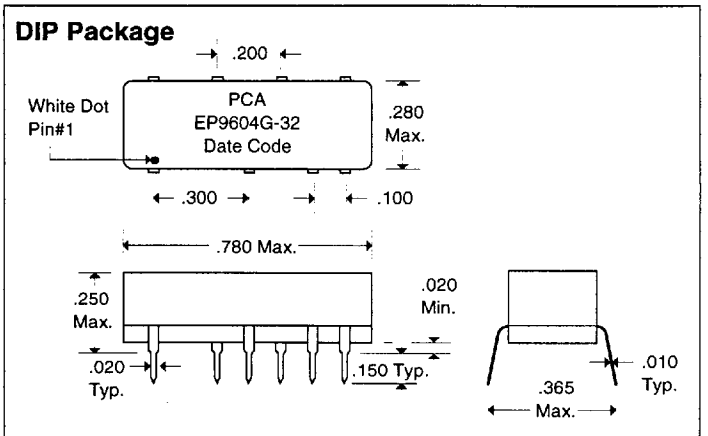 DIP Package
.200
White Dot
Pin#1
PCA
EP9604G-32
Date Code
.280
Max.
.300
.100
.780 Max.
.250
Max.
.020
Min.
.020
Typ.
.150 Typ.
.010
Typ.
.365
Max.